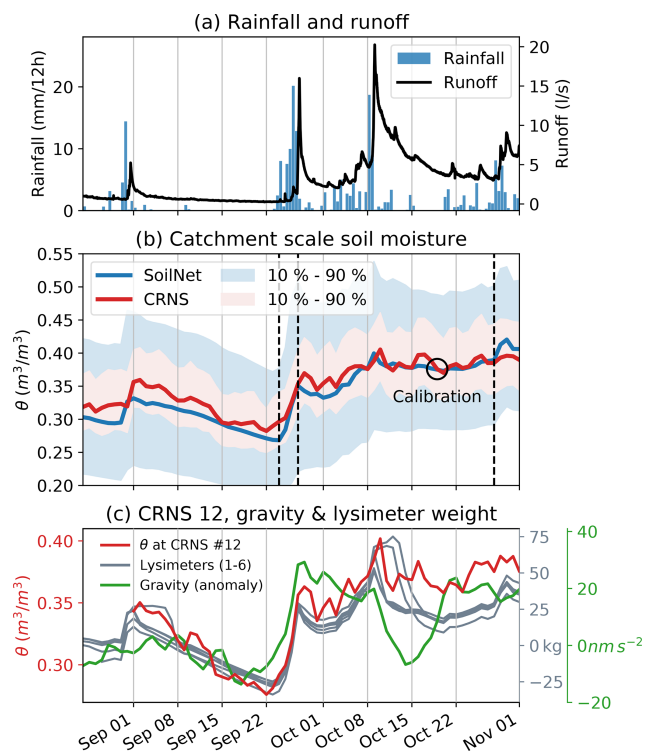 (a) Rainfall and runoff
Rainfall (mm/12h)
20
10
0
Rainfall
Runoff
20
15
10
5
0
Runoff (l/s)
(b) Catchment scale soil moisture
θ (m³/m³)
0.55
0.50
0.45
0.40
0.35
0.30
0.25
0.20
SoilNet
CRNS
10 % - 90 %
10 % - 90 %
Calibration
(c) CRNS 12, gravity & lysimeter weight
θ (m³/m³)
0.40
0.35
0.30
θ at CRNS #12
Lysimeters (1-6)
Gravity (anomaly)
75
50
25
0 kg
−25
40
20
0 nm s⁻²
−20
Sep 01
Sep 08
Sep 15
Sep 22
Oct 01
Oct 08
Oct 15
Oct 22
Nov 01